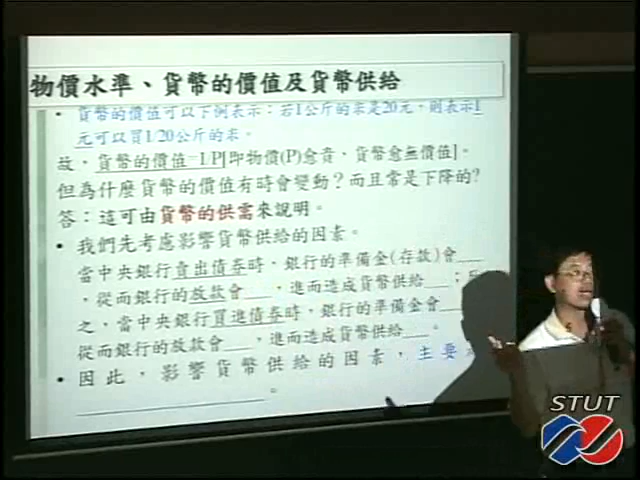 物價水準、貨幣的價值及貨幣供給
• 貨幣的價值可以下例表示：若1公斤的米是20元，則表示1
元可以買1/20公斤的米。
故，貨幣的價值=1/P[即物價(P)愈貴，貨幣愈無價值]。
但為什麼貨幣的價值有時會變動？而且常是下降的?
答：這可由貨幣的供需來說明。
• 我們先考慮影響貨幣供給的因素。
當中央銀行賣出債券時，銀行的準備金(存款)會___
，從而銀行的放款會___，進而造成貨幣供給___；反
之，當中央銀行買進債券時，銀行的準備金會___
從而銀行的放款會___，進而造成貨幣供給___。
• 因此，影響貨幣供給的因素，主要
____________________。
STUT